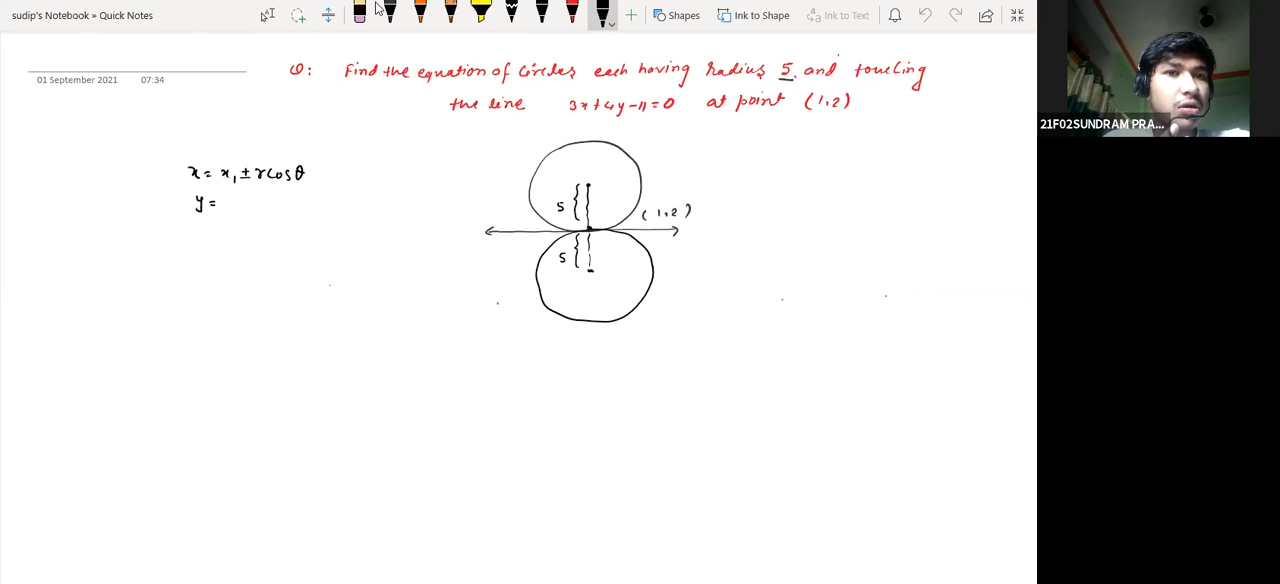 sudip's Notebook » Quick Notes
Shapes
Ink to Shape
Ink to Text
01 September 2021 07:34
Q: Find the equation of Circles each having radius 5. and touching
the line 3x+4y-11=0 at point (1,2)
x = x₁ ± r cos θ
y =
5
(1,2)
5
21F02SUNDRAM PRA...